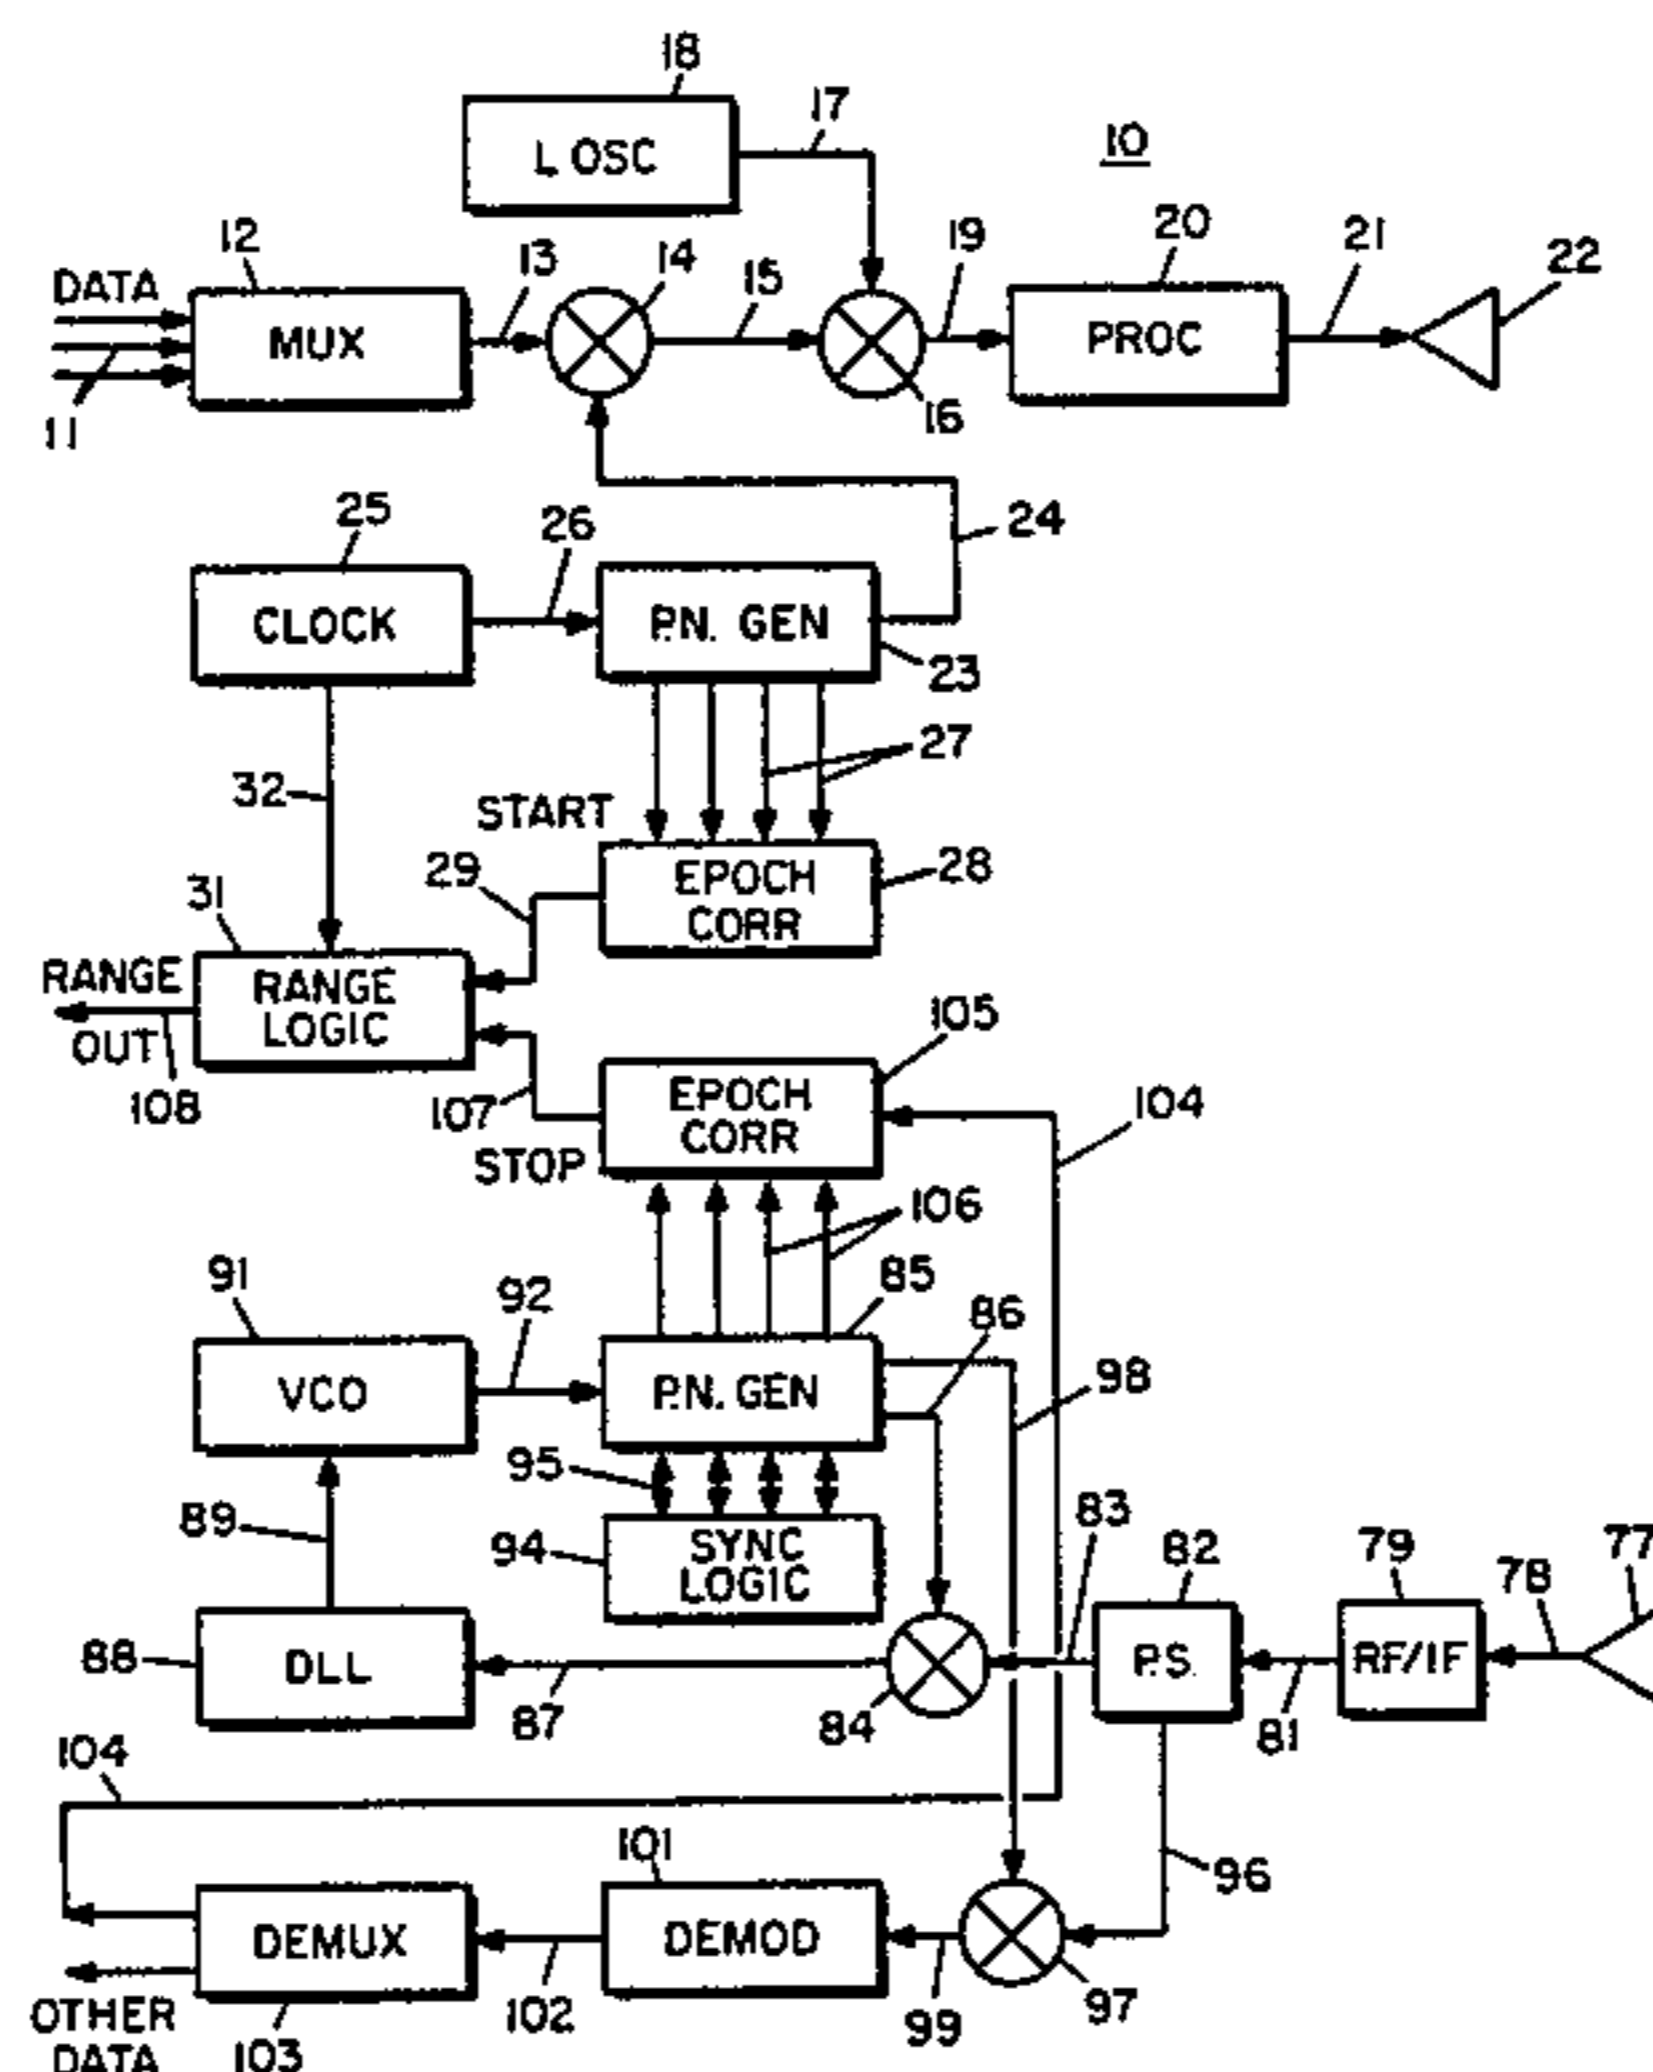 18
17
10
L OSC
12
13
14
15
19
20
21
22
DATA
MUX
PROC
11
16
25
26
24
CLOCK
P.N. GEN
23
27
32
START
29
EPOCH
CORR
28
31
RANGE
OUT
RANGE
LOGIC
108
105
107
EPOCH
CORR
104
STOP
106
91
92
85
86
VCO
P.N. GEN
98
95
89
94
SYNC
LOGIC
83
82
79
78
77
88
DLL
87
84
P.S.
81
RF/IF
104
101
96
DEMUX
DEMOD
OTHER
DATA
103
102
99
97